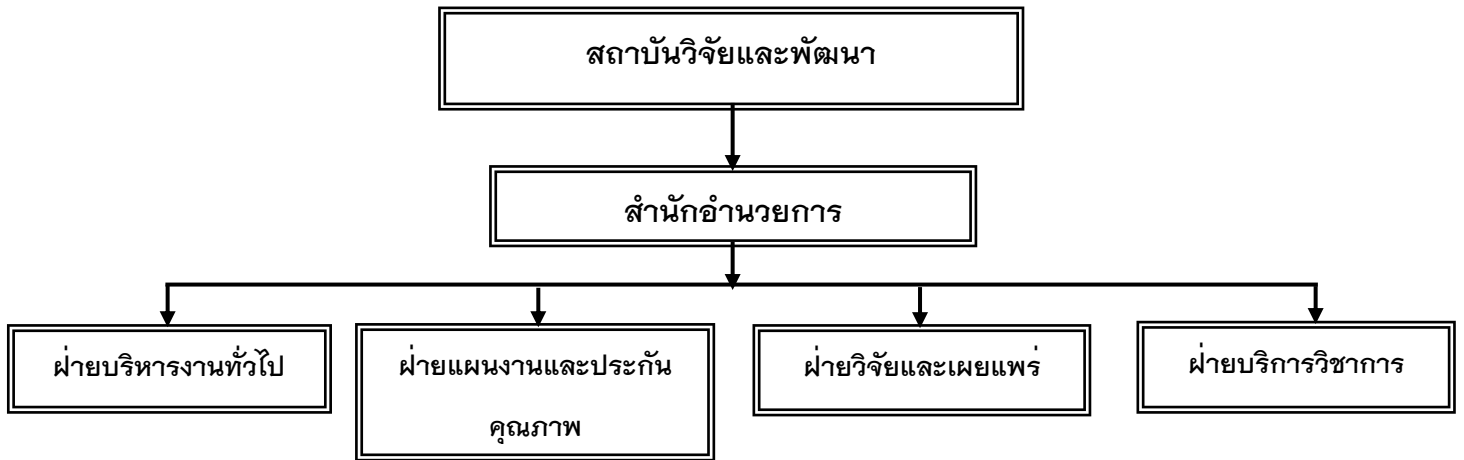 สถาบันวิจัยและพัฒนา
สำนักอำนวยการ
ฝ่ายบริหารงานทั่วไป
ฝ่ายแผนงานและประกัน
คุณภาพ
ฝ่ายวิจัยและเผยแพร่
ฝ่ายบริการวิชาการ